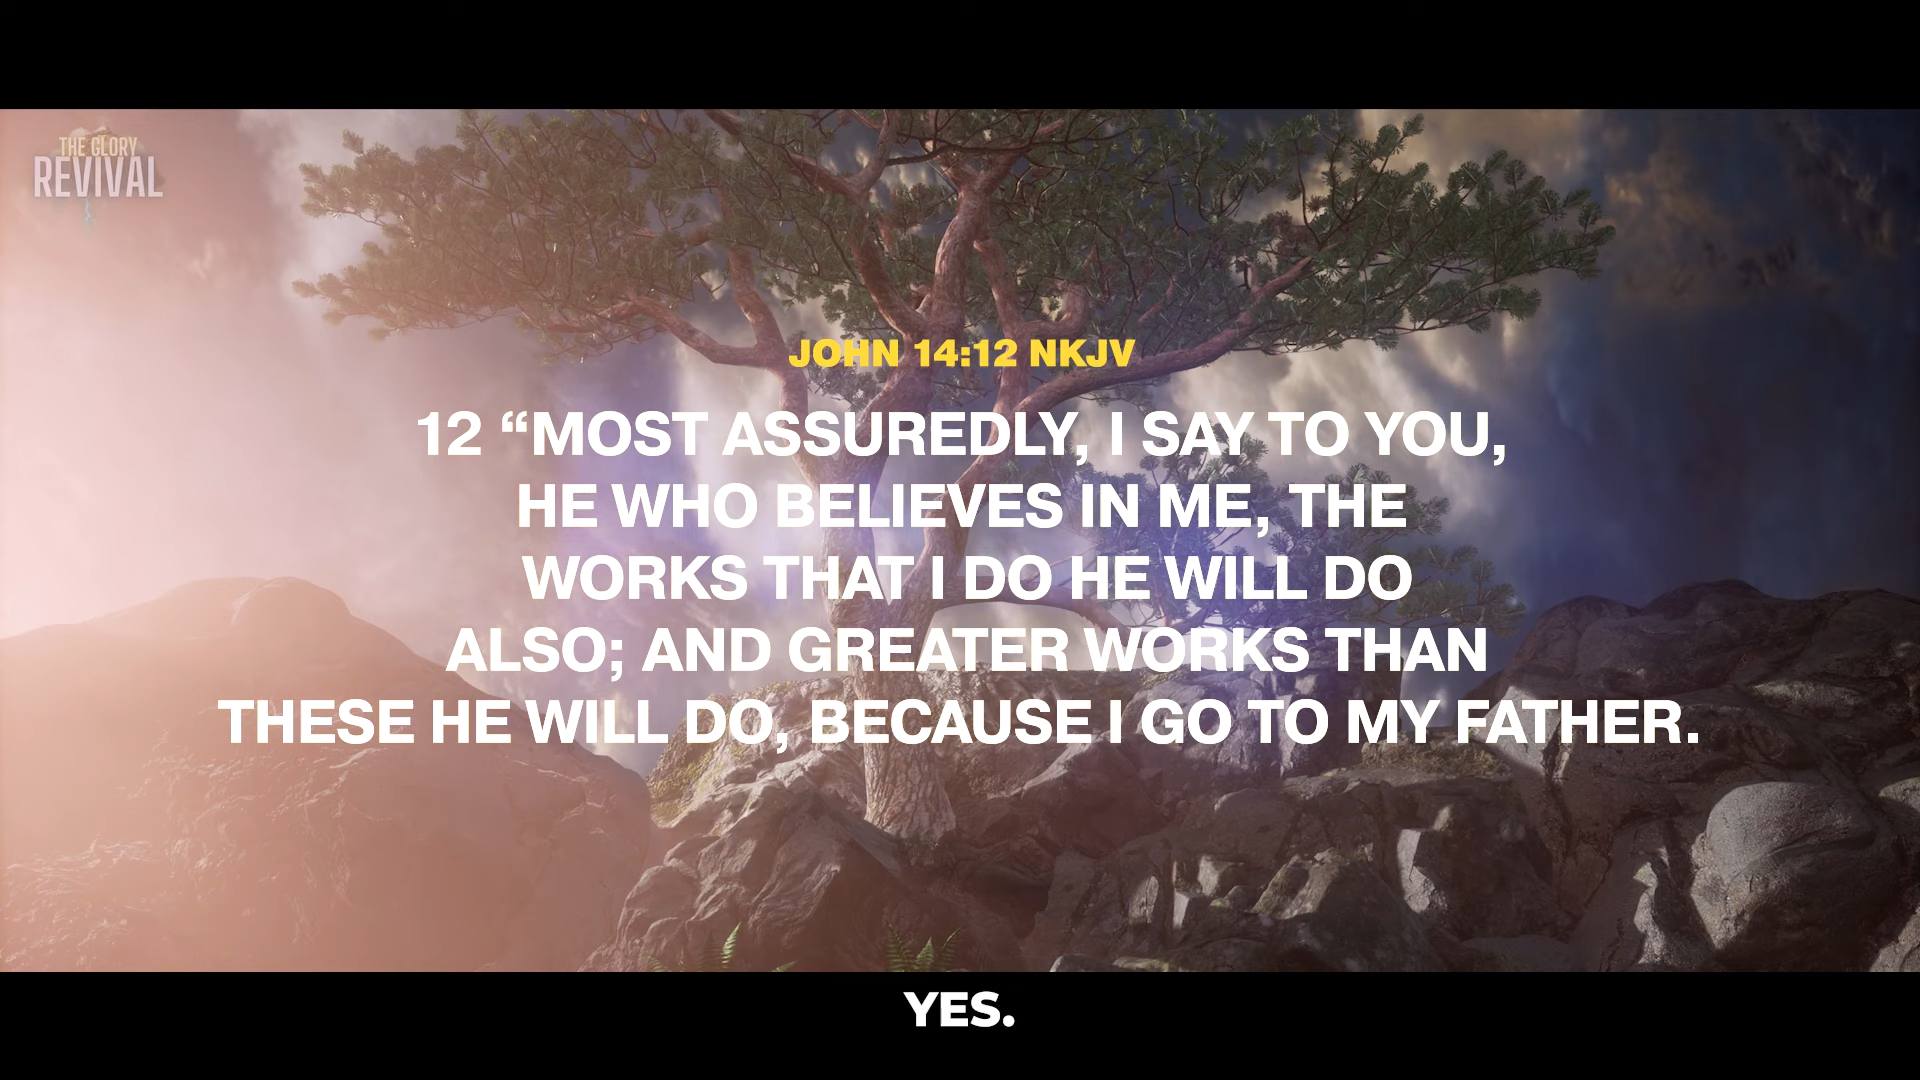 THE GLORY
REVIVAL
JOHN 14:12 NKJV
12 “MOST ASSUREDLY, I SAY TO YOU,
HE WHO BELIEVES IN ME, THE
WORKS THAT I DO HE WILL DO
ALSO; AND GREATER WORKS THAN
THESE HE WILL DO, BECAUSE I GO TO MY FATHER.
YES.